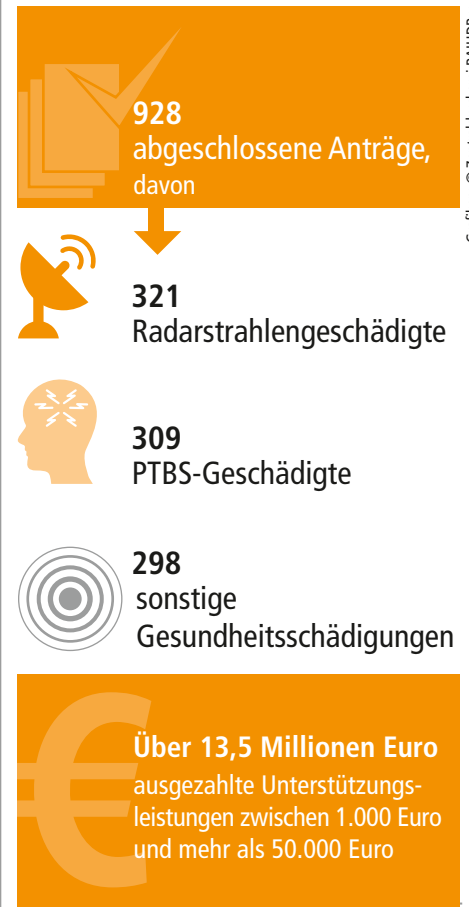 928
abgeschlossene Anträge,
davon
321
Radarstrahlengeschädigte
309
PTBS-Geschädigte
298
sonstige
Gesundheitsschädigungen
Über 13,5 Millionen Euro
ausgezahlte Unterstützungs-
leistungen zwischen 1.000 Euro
und mehr als 50.000 Euro